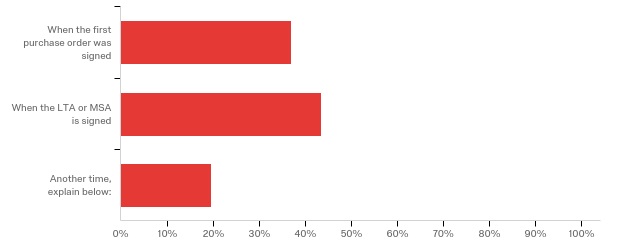 When the first
purchase order was
signed
When the LTA or MSA
is signed
Another time,
explain below:
0% 10% 20% 30% 40% 50% 60% 70% 80% 90% 100%